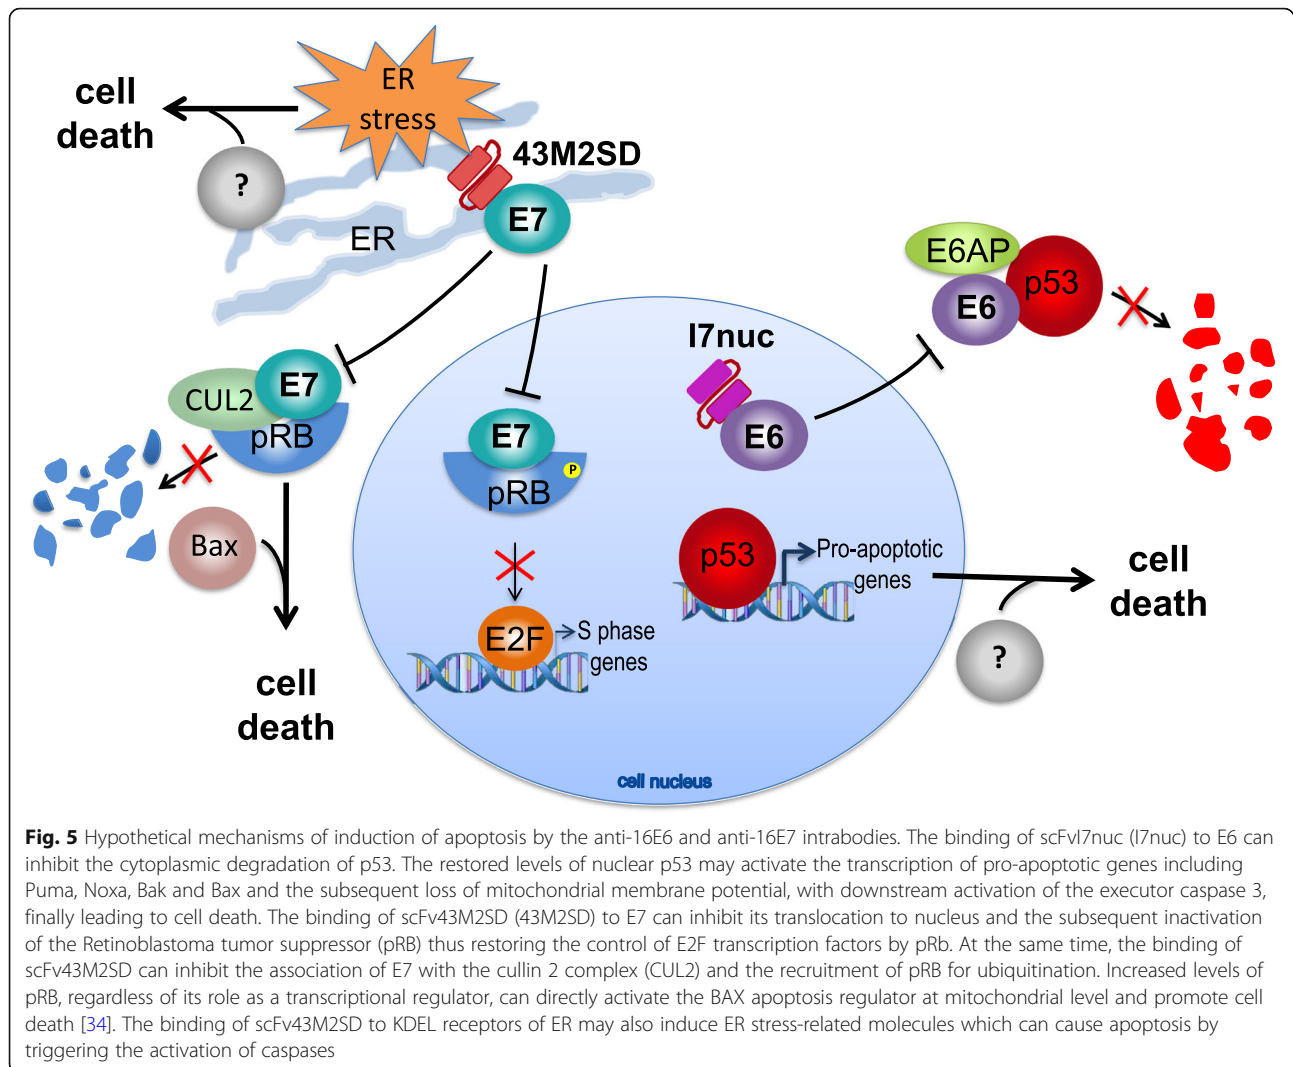 ER
stress
cell
death
?
43M2SD
E7
ER
E6AP
p53
E6
I7nuc
E6
CUL2
E7
pRB
E7
P
pRB
Bax
p53
Pro-apoptotic
genes
cell
death
E2F
S phase
genes
?
cell
death
cell nucleus
Fig. 5 Hypothetical mechanisms of induction of apoptosis by the anti-16E6 and anti-16E7 intrabodies. The binding of scFvI7nuc (I7nuc) to E6 can
inhibit the cytoplasmic degradation of p53. The restored levels of nuclear p53 may activate the transcription of pro-apoptotic genes including
Puma, Noxa, Bak and Bax and the subsequent loss of mitochondrial membrane potential, with downstream activation of the executor caspase 3,
finally leading to cell death. The binding of scFv43M2SD (43M2SD) to E7 can inhibit its translocation to nucleus and the subsequent inactivation
of the Retinoblastoma tumor suppressor (pRB) thus restoring the control of E2F transcription factors by pRb. At the same time, the binding of
scFv43M2SD can inhibit the association of E7 with the cullin 2 complex (CUL2) and the recruitment of pRB for ubiquitination. Increased levels of
pRB, regardless of its role as a transcriptional regulator, can directly activate the BAX apoptosis regulator at mitochondrial level and promote cell
death [34]. The binding of scFv43M2SD to KDEL receptors of ER may also induce ER stress-related molecules which can cause apoptosis by
triggering the activation of caspases